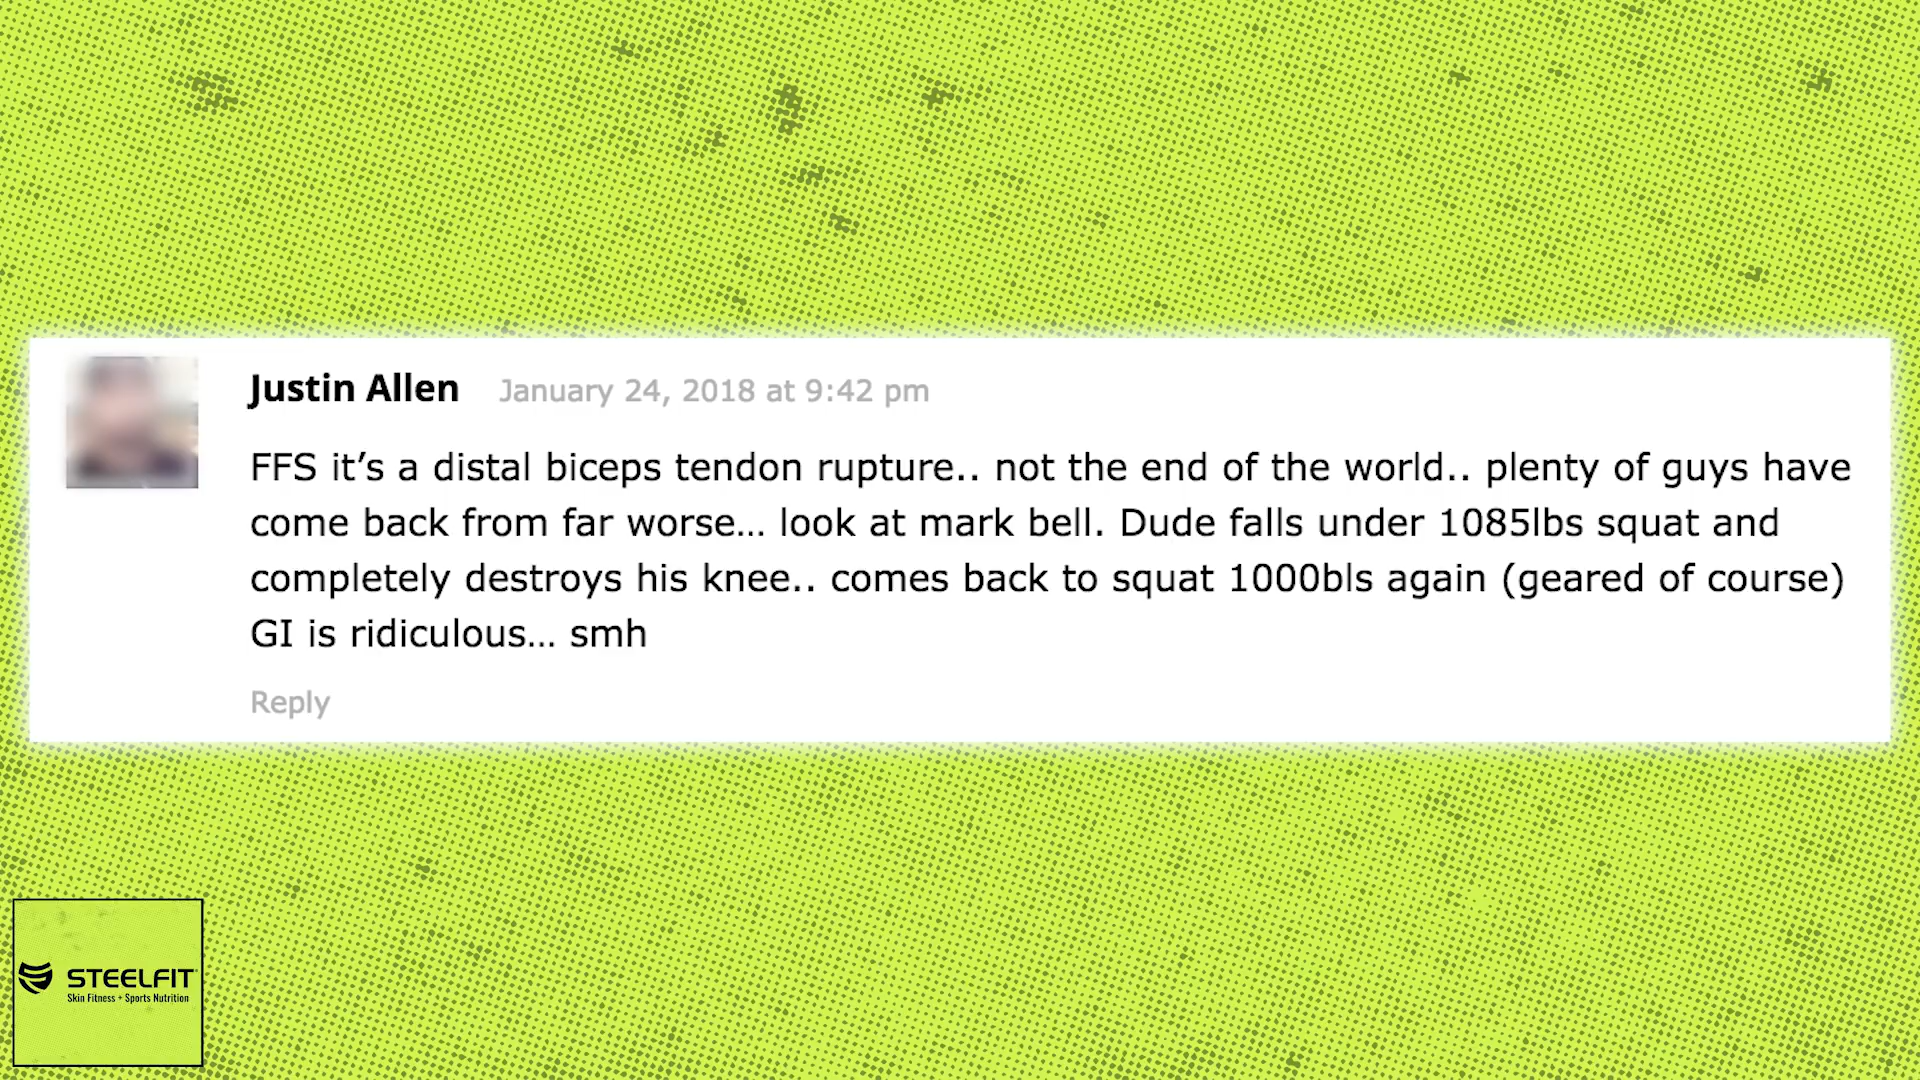 Justin Allen January 24, 2018 at 9:42 pm
FFS it’s a distal biceps tendon rupture.. not the end of the world.. plenty of guys have
come back from far worse… look at mark bell. Dude falls under 1085lbs squat and
completely destroys his knee.. comes back to squat 1000bls again (geared of course)
GI is ridiculous… smh
Reply
STEELFIT
Skin Fitness + Sports Nutrition